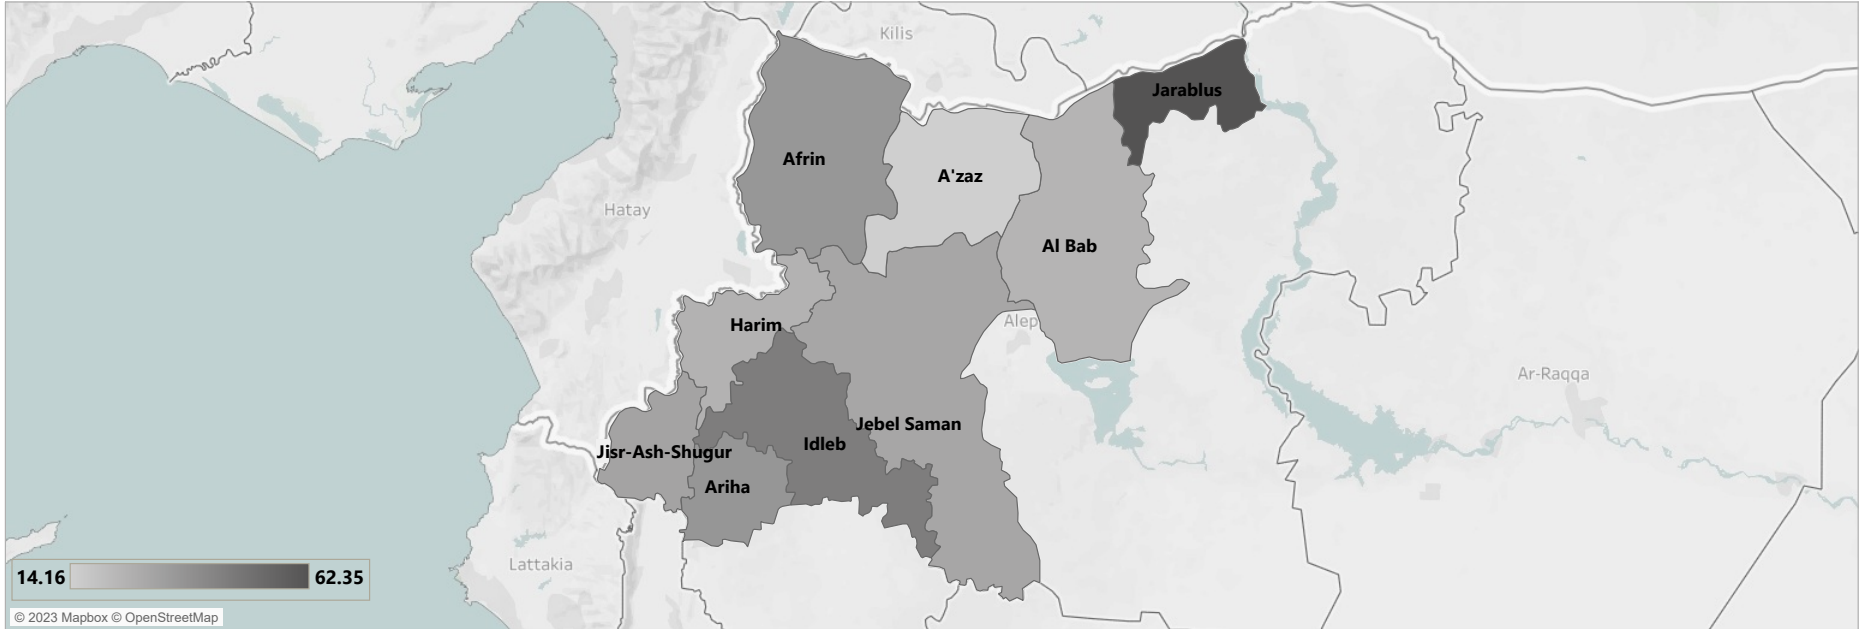 Kilis
Jarablus
Afrin
A'zaz
Hatay
Al Bab
Harim
Alep
Ar-Raqqa
Jebel Saman
Idleb
Jisr-Ash-Shugur
Ariha
Lattakia
14.16
62.35
© 2023 Mapbox © OpenStreetMap